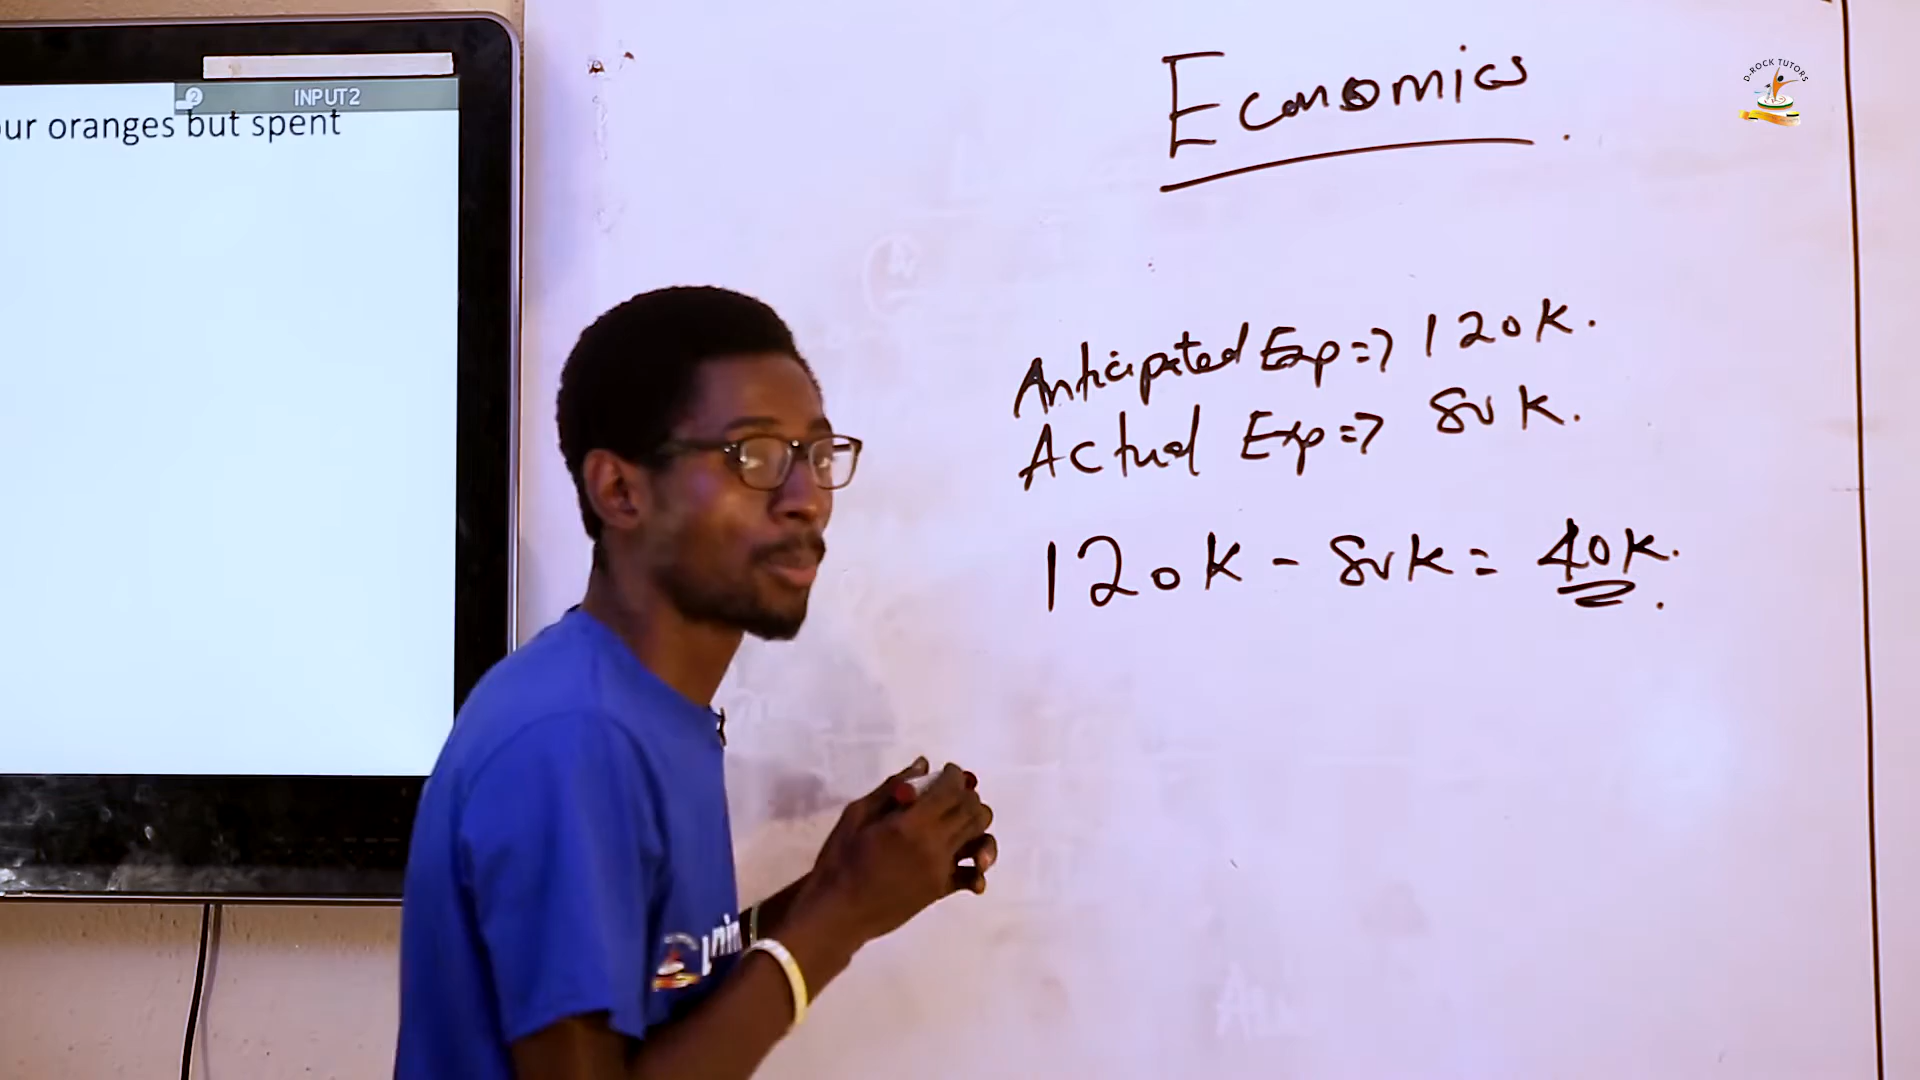 INPUT2
our oranges but spent
Economics.
D-ROCK TUTORS
Anticipated Exp => 120k.
Actual Exp => 80k.
120k - 80k = 40k.